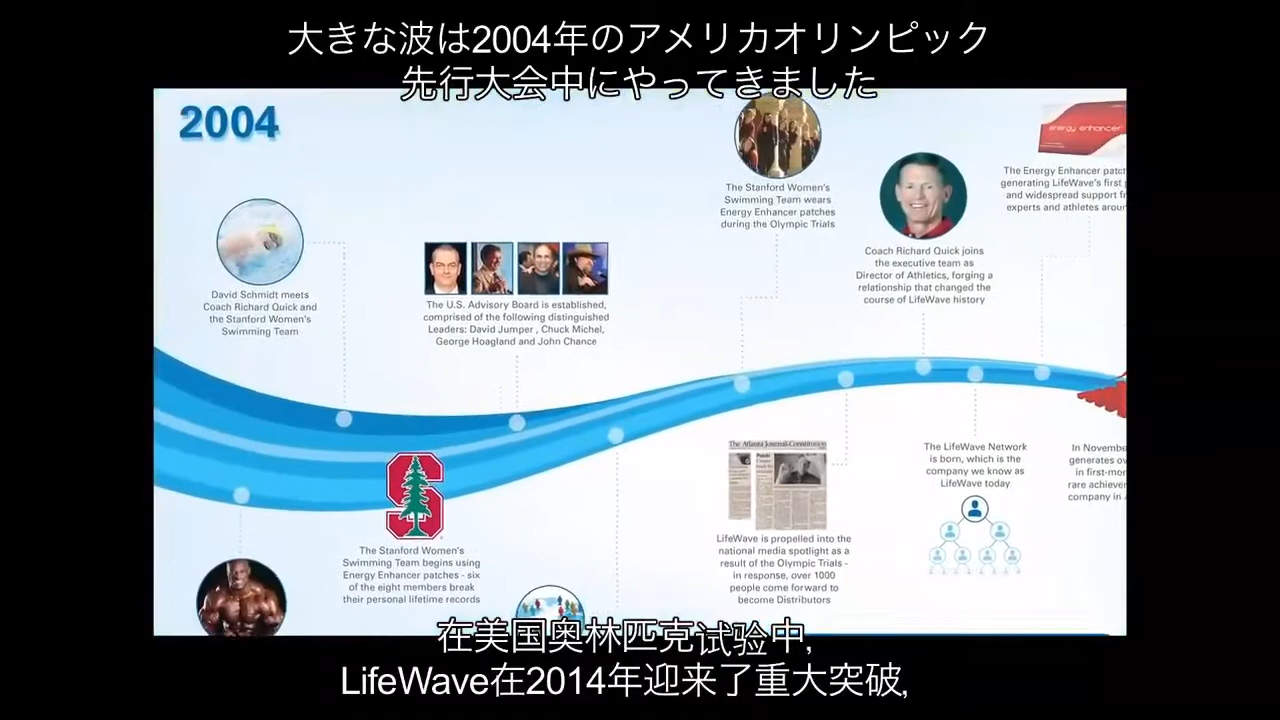 大きな波は2004年のアメリカオリンピック
先行大会中にやってきました
2004
David Schmidt meets
Coach Richard Quick and
the Stanford Women's
Swimming Team
The U.S. Advisory Board is established,
comprised of the following distinguished
Leaders: David Jumper , Chuck Michel,
George Hoagland and John Chance
The Stanford Women's
Swimming Team wears
Energy Enhancer patches
during the Olympic Trials
Coach Richard Quick joins
the executive team as
Director of Athletics, forging a
relationship that changed the
course of LifeWave history
energy enhancer
The Energy Enhancer
generating LifeWave's first
and widespread support
experts and athletes
The Stanford Women's
Swimming Team begins using
Energy Enhancer patches - six
of the eight members break
their personal lifetime records
The Atlanta Journal-Constitution
LifeWave is propelled into the
national media spotlight as a
result of the Olympic Trials -
in response, over 1000
people come forward to
become Distributors
The LifeWave Network
is born, which is the
company we know as
LifeWave today
In November
generates
in first-
rare
company in
在美国奥林匹克试验中,
LifeWave在2014年迎来了重大突破,